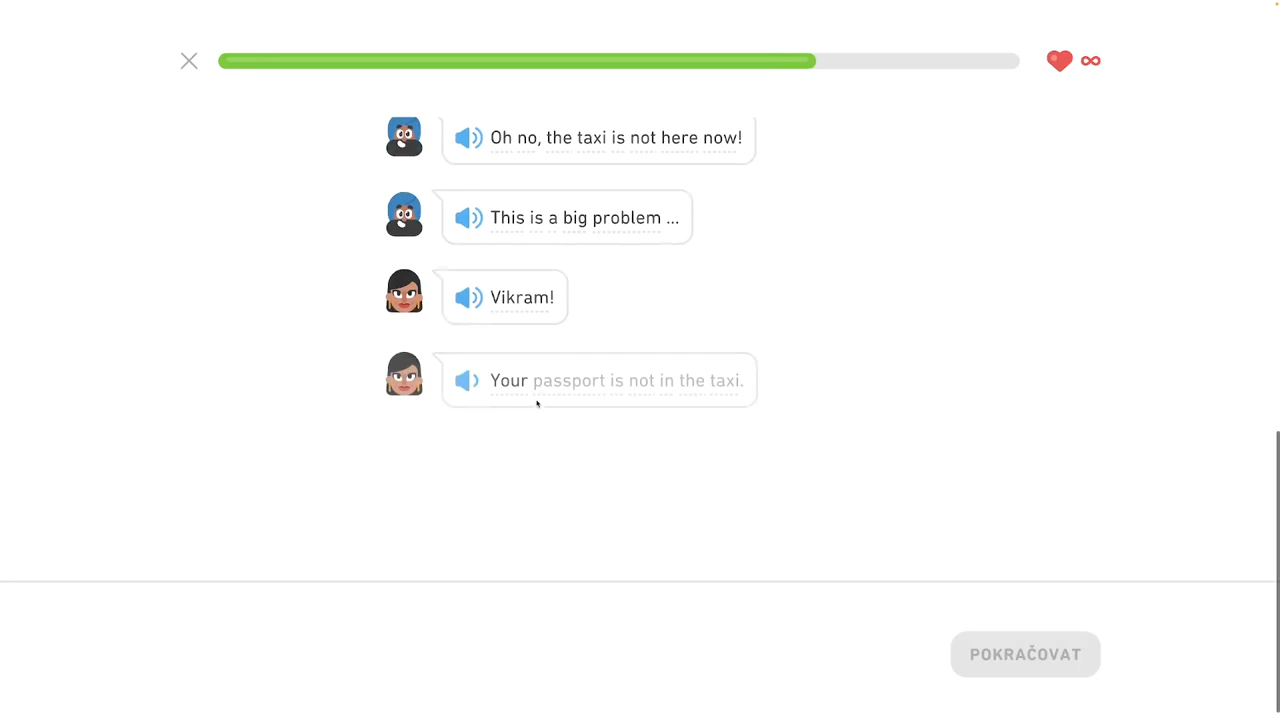 Oh no, the taxi is not here now!
This is a big problem ...
Vikram!
Your passport is not in the taxi.
POKRAČOVAT